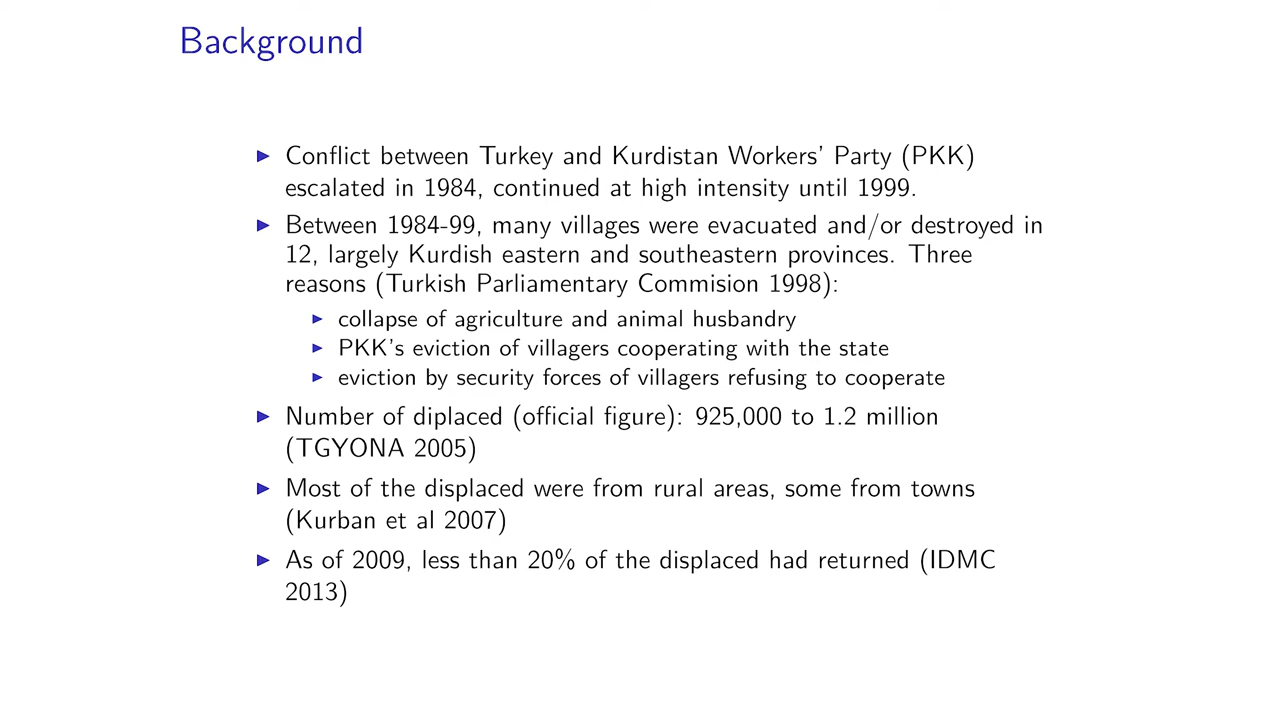 Background
▶ Conflict between Turkey and Kurdistan Workers' Party (PKK)
escalated in 1984, continued at high intensity until 1999.
▶ Between 1984-99, many villages were evacuated and/or destroyed in
12, largely Kurdish eastern and southeastern provinces. Three
reasons (Turkish Parliamentary Commision 1998):
▶ collapse of agriculture and animal husbandry
▶ PKK's eviction of villagers cooperating with the state
▶ eviction by security forces of villagers refusing to cooperate
▶ Number of diplaced (official figure): 925,000 to 1.2 million
(TGYONA 2005)
▶ Most of the displaced were from rural areas, some from towns
(Kurban et al 2007)
▶ As of 2009, less than 20% of the displaced had returned (IDMC
2013)